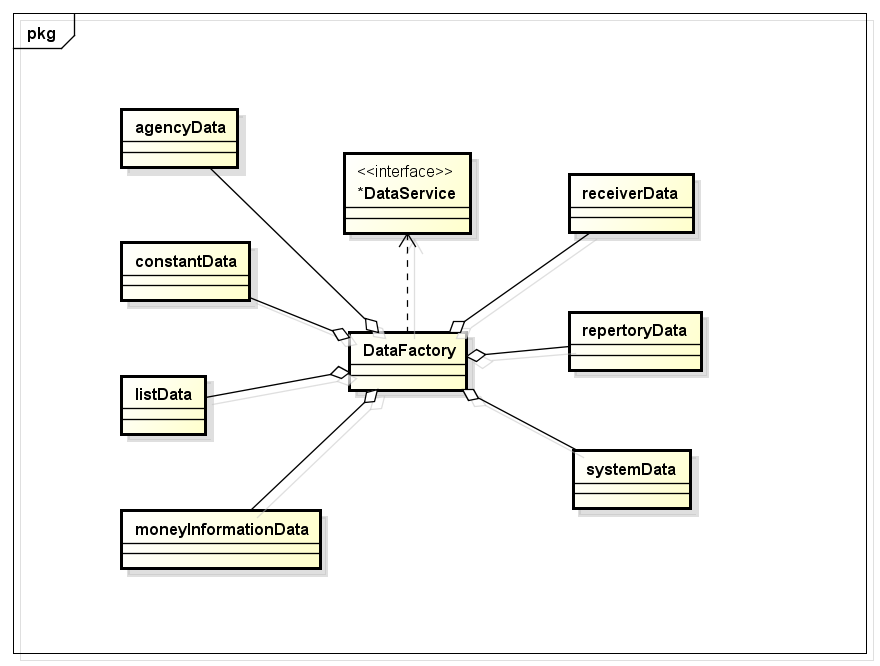 pkg
agencyData
<<interface>>
*DataService
receiverData
constantData
repertoryData
DataFactory
listData
systemData
moneyInformationData